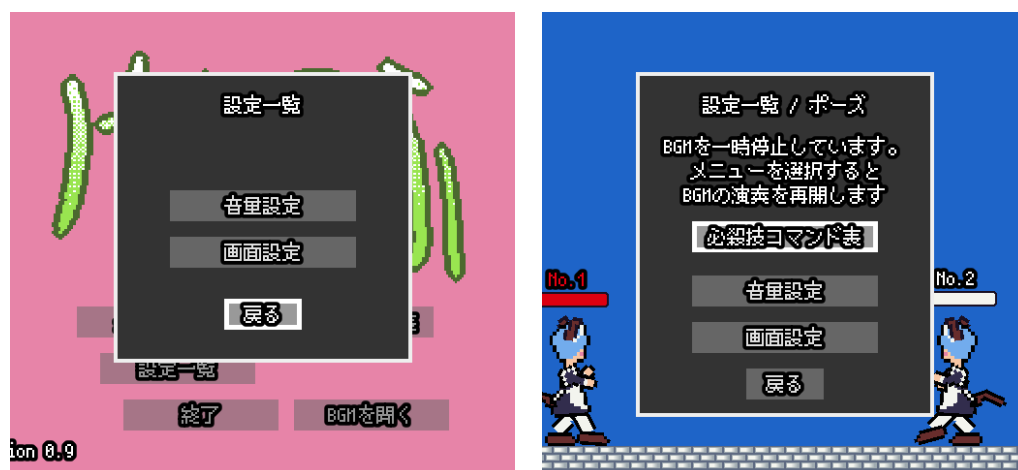 設定一覧
音量設定
画面設定
戻る
設定一覧
終了
BGMを聞く
ion 0.9
設定一覧 / ポーズ
BGMを一時停止しています。
メニューを選択すると
BGMの演奏を再開します
必殺技コマンド表
音量設定
画面設定
戻る
No.1
No.2